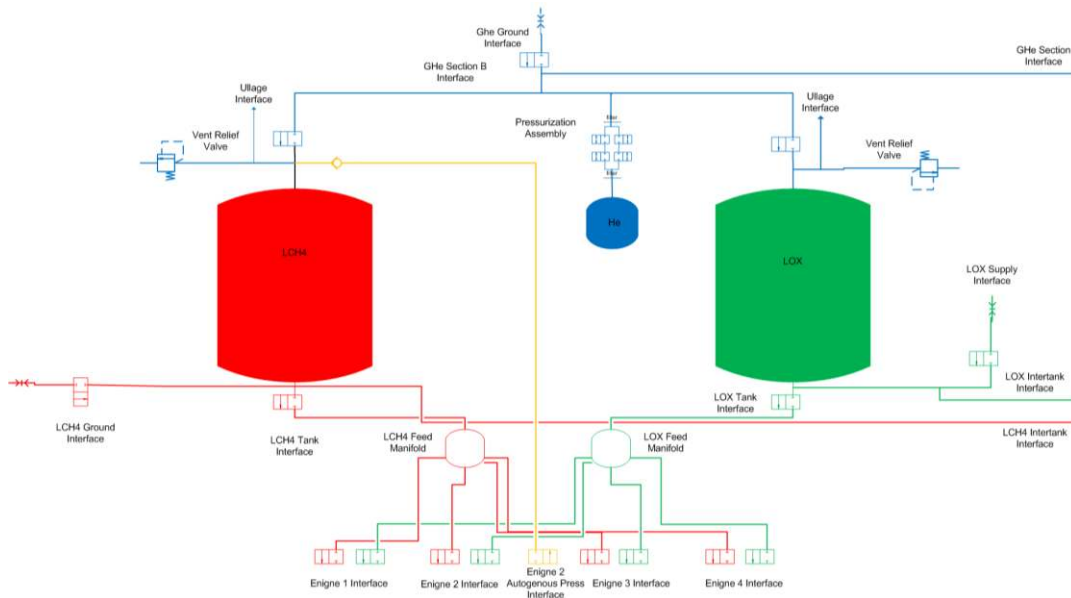 Ghe Ground
Interface
GHe Section
Interface
GHe Section B
Interface
Ullage
Interface
Ullage
Interface
Pressurization
Assembly
filter
Vent Relief
Valve
Vent Relief
Valve
filter
He
LCH4
LOX
LOX Supply
Interface
LOX Intertank
Interface
LOX Tank
Interface
LCH4 Ground
Interface
LCH4 Tank
Interface
LCH4 Feed
Manifold
LOX Feed
Manifold
LCH4 Intertank
Interface
Enigne 1 Interface
Enigne 2 Interface
Enigne 2
Autogenous Press
Interface
Enigne 3 Interface
Enigne 4 Interface